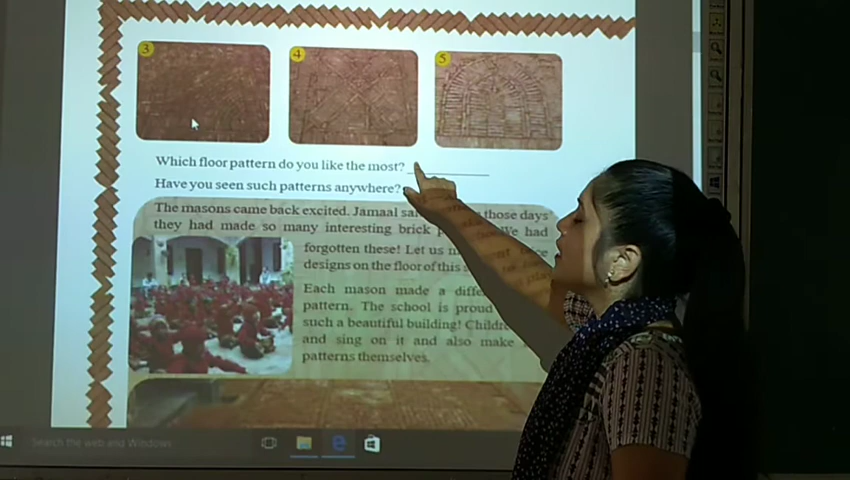 3
4
5
Which floor pattern do you like the most?
Have you seen such patterns anywhere?
The masons came back excited. Jamaal those days
they had made so many interesting brick We had
forgotten these! Let us
designs on the floor of this
Each mason made a
pattern. The school is proud
such a beautiful building!
and sing on it and also make
patterns themselves.
Search the web and Windows